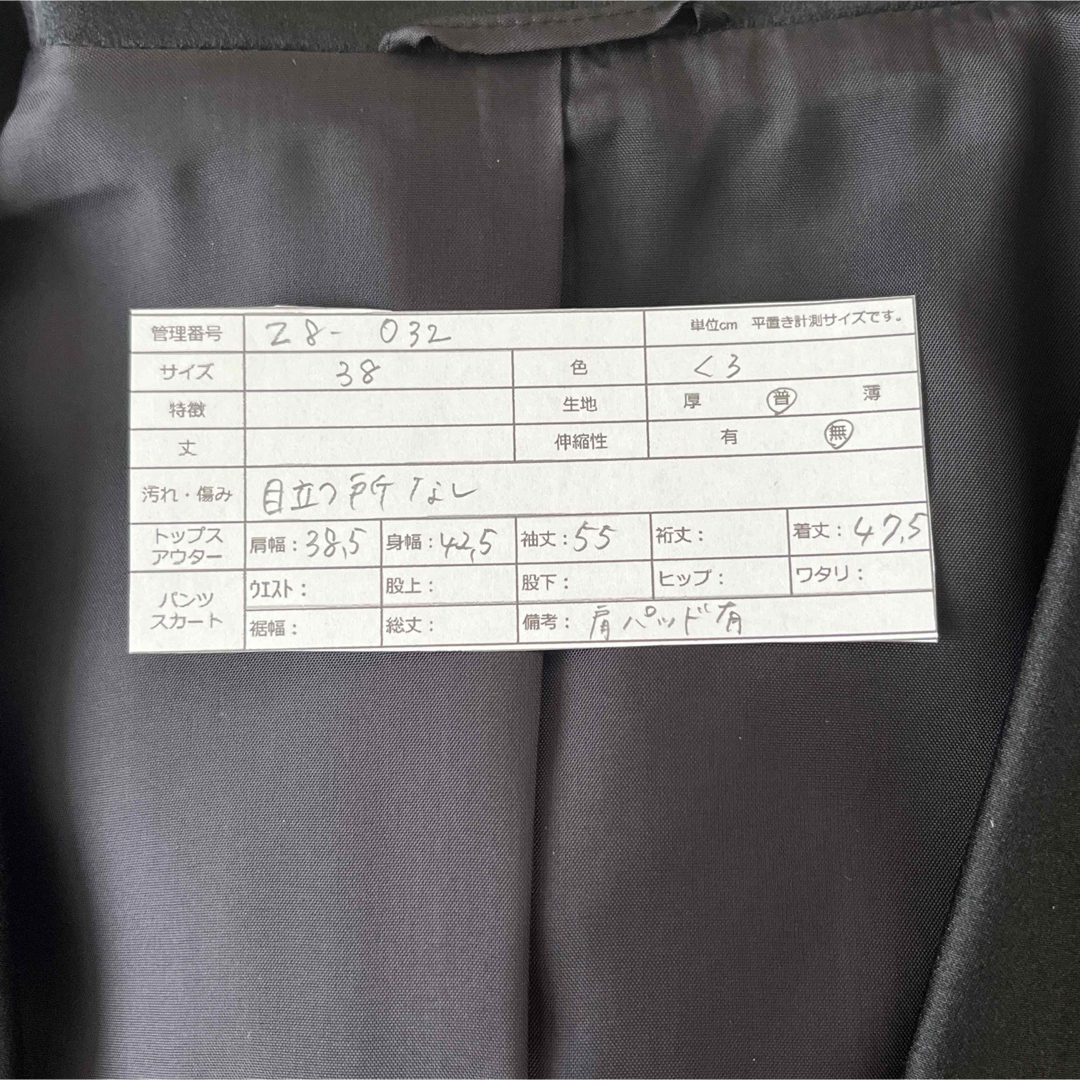 管理番号 Z8-032 単位cm 平置き計測サイズです。
サイズ 38 色 くろ
特徴 生地 厚 普 薄
丈 伸縮性 有 無
汚れ・傷み 目立つ所なし
トップス アウター 肩幅：38,5 身幅：42,5 袖丈：55 裄丈： 着丈：47,5
パンツ スカート ウエスト： 股上： 股下： ヒップ： ワタリ：
裾幅： 総丈： 備考：肩パッド有